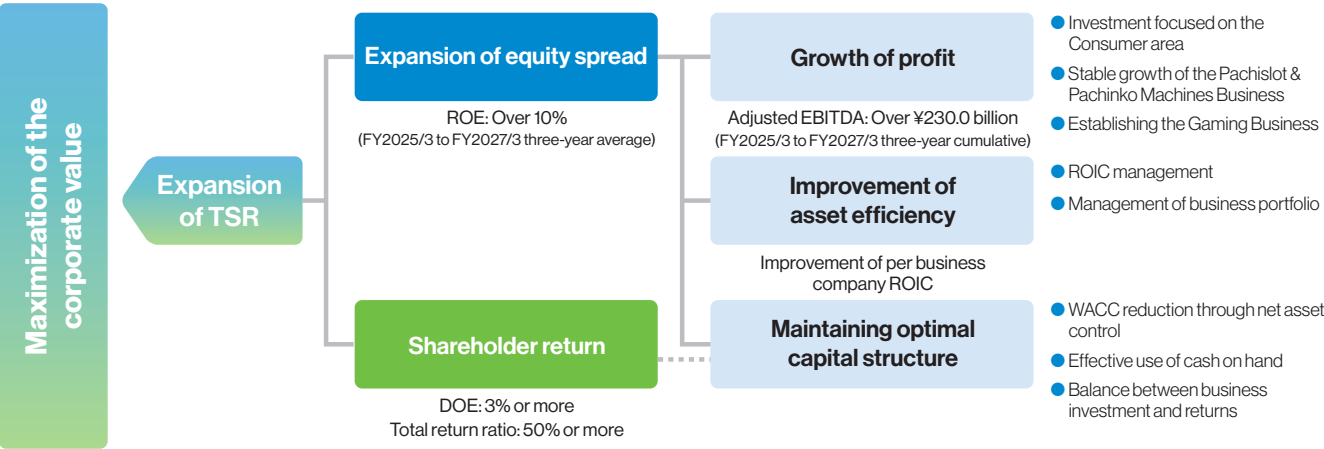 Maximization of the
corporate value
Expansion
of TSR
Expansion of equity spread
ROE: Over 10%
(FY2025/3 to FY2027/3 three-year average)
Shareholder return
DOE: 3% or more
Total return ratio: 50% or more
Growth of profit
Adjusted EBITDA: Over ¥230.0 billion
(FY2025/3 to FY2027/3 three-year cumulative)
Improvement of
asset efficiency
Improvement of per business
company ROIC
Maintaining optimal
capital structure
● Investment focused on the
Consumer area
● Stable growth of the Pachislot &
Pachinko Machines Business
● Establishing the Gaming Business
● ROIC management
● Management of business portfolio
● WACC reduction through net asset
control
● Effective use of cash on hand
● Balance between business
investment and returns